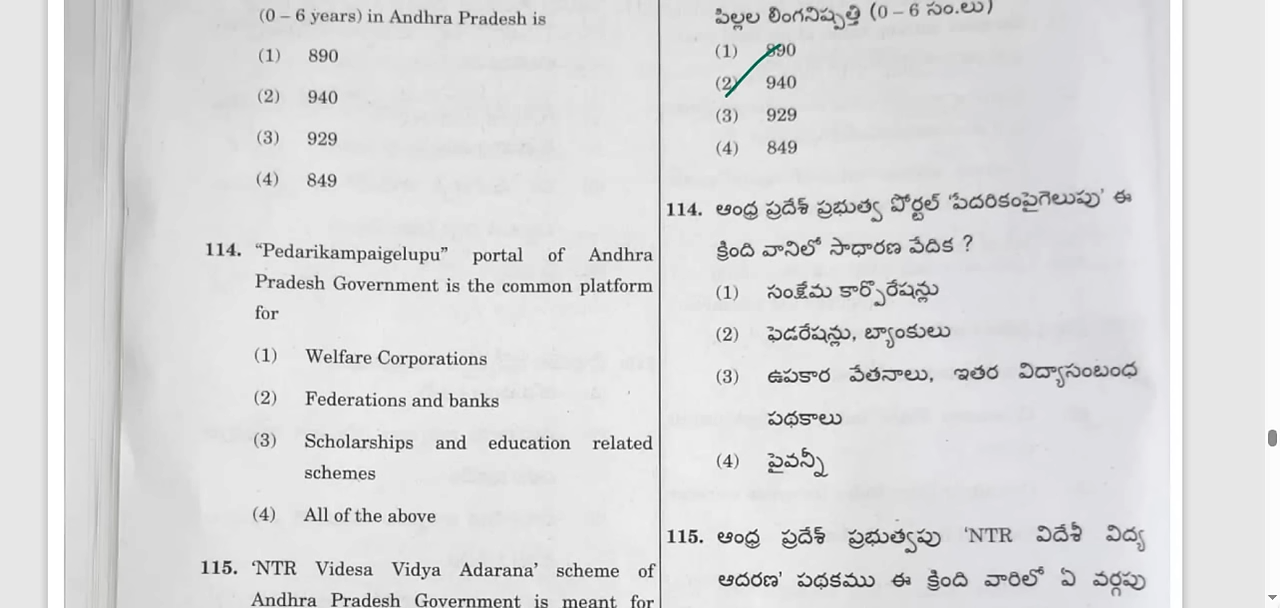 (0 – 6 years) in Andhra Pradesh is
(1) 890
(2) 940
(3) 929
(4) 849
114. “Pedarikampaigelupu” portal of Andhra
Pradesh Government is the common platform
for
(1) Welfare Corporations
(2) Federations and banks
(3) Scholarships and education related
schemes
(4) All of the above
115. ‘NTR Videsa Vidya Adarana’ scheme of
Andhra Pradesh Government is meant for
పిల్లల లింగనిష్పత్తి (0 – 6 సం.లు)
(1) 890
(2) 940
(3) 929
(4) 849
114. ఆంధ్ర ప్రదేశ్ ప్రభుత్వ పోర్టల్ ‘పేదరికంపైగెలుపు’ ఈ
క్రింది వానిలో సాధారణ వేదిక ?
(1) సంక్షేమ కార్పొరేషన్లు
(2) ఫెడరేషన్లు, బ్యాంకులు
(3) ఉపకార వేతనాలు, ఇతర విద్యాసంబంధ
పథకాలు
(4) పైవన్నీ
115. ఆంధ్ర ప్రదేశ్ ప్రభుత్వపు ‘NTR విదేశీ విద్య
ఆదరణ’ పథకము ఈ క్రింది వారిలో ఏ వర్గపు